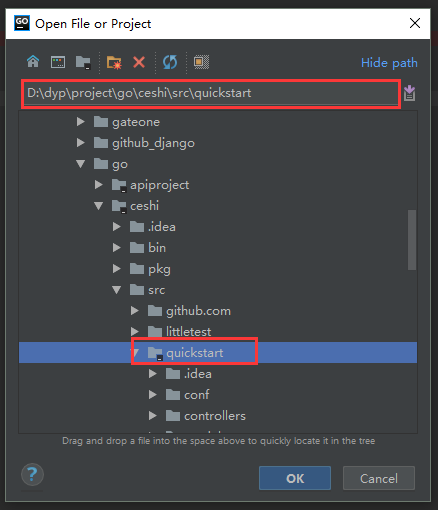 GO
Open File or Project
Hide path
D:\dyp\project\go\ceshi\src\quickstart
gateone
github_django
go
apiproject
ceshi
.idea
bin
pkg
src
github.com
littletest
quickstart
.idea
conf
controllers
Drag and drop a file into the space above to quickly locate it in the tree
?
OK
Cancel